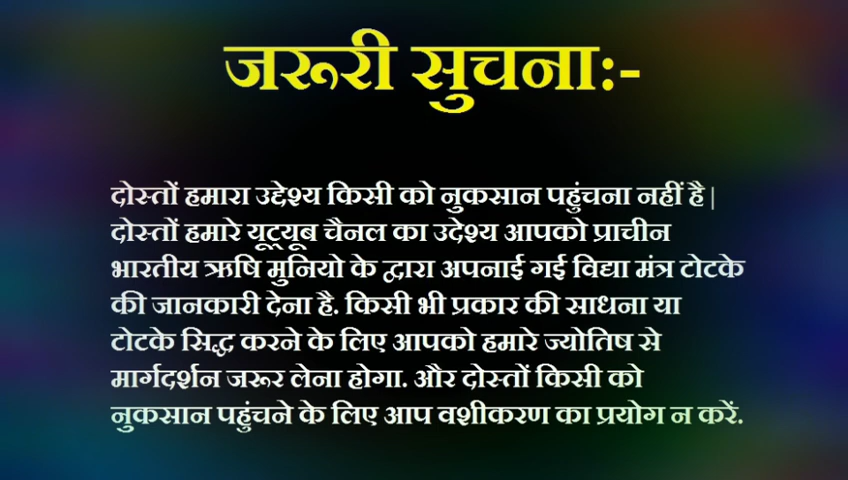 जरूरी सुचना:-
दोस्तों हमारा उद्देश्य किसी को नुकसान पहुंचना नहीं है |
दोस्तों हमारे यूट्यूब चैनल का उदेश्य आपको प्राचीन
भारतीय ऋषि मुनियो के द्वारा अपनाई गई विद्या मंत्र टोटके
की जानकारी देना है. किसी भी प्रकार की साधना या
टोटके सिद्ध करने के लिए आपको हमारे ज्योतिष से
मार्गदर्शन जरूर लेना होगा. और दोस्तों किसी को
नुकसान पहुंचने के लिए आप वशीकरण का प्रयोग न करें.